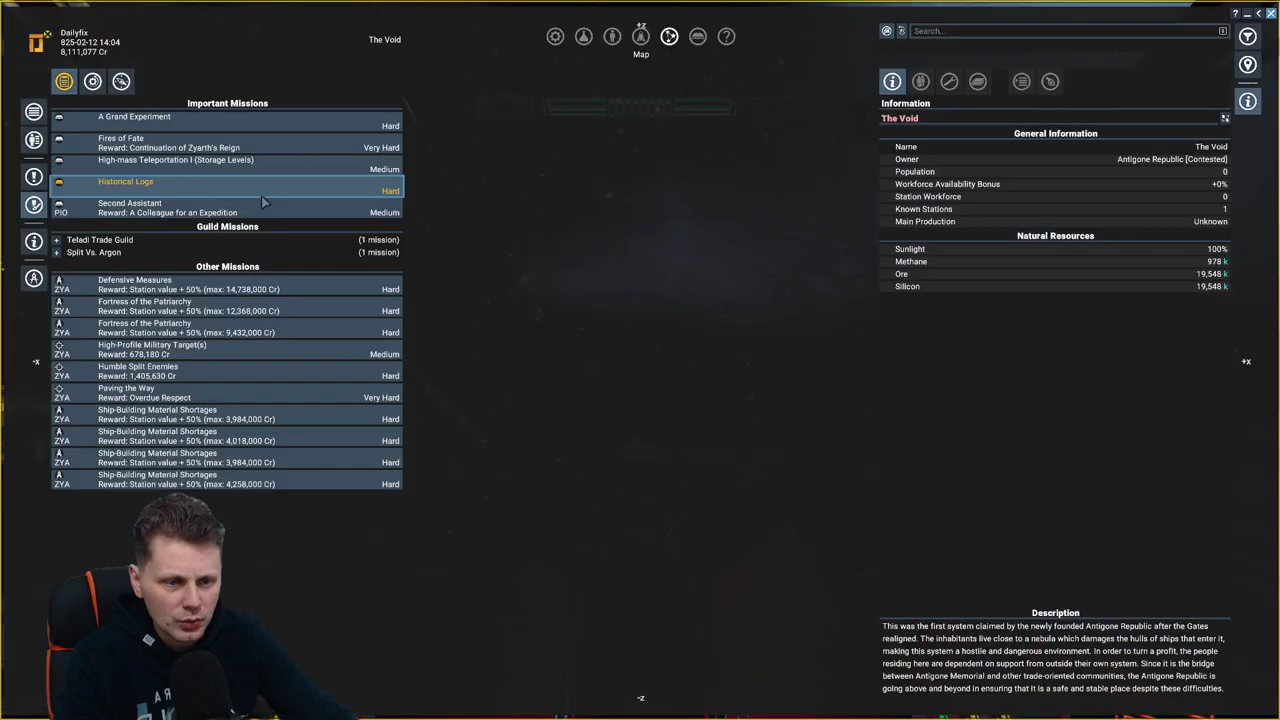 Dailyfix
825-02-12 14:04
8,111,077 Cr
The Void
+z
Map
Search...
Important Missions
A Grand Experiment
Hard
Fires of Fate
Reward: Continuation of Zyarth's Reign
Very Hard
High-mass Teleportation I (Storage Levels)
Medium
Historical Logs
Hard
Second Assistant
PIO Reward: A Colleague for an Expedition
Medium
Guild Missions
+ Teladi Trade Guild (1 mission)
+ Split Vs. Argon (1 mission)
Other Missions
Defensive Measures
ZYA Reward: Station value + 50% (max: 14,738,000 Cr) Hard
Fortress of the Patriarchy
ZYA Reward: Station value + 50% (max: 12,368,000 Cr) Hard
Fortress of the Patriarchy
ZYA Reward: Station value + 50% (max: 9,432,000 Cr) Hard
High-Profile Military Target(s)
ZYA Reward: 678,180 Cr Medium
Humble Split Enemies
ZYA Reward: 1,405,630 Cr Hard
Paving the Way
ZYA Reward: Overdue Respect Very Hard
Ship-Building Material Shortages
ZYA Reward: Station value + 50% (max: 3,984,000 Cr) Hard
Ship-Building Material Shortages
ZYA Reward: Station value + 50% (max: 4,018,000 Cr) Hard
Ship-Building Material Shortages
ZYA Reward: Station value + 50% (max: 3,984,000 Cr) Hard
Ship-Building Material Shortages
ZYA Reward: Station value + 50% (max: 4,258,000 Cr) Hard
-x
+x
-z
Information
The Void
General Information
Name The Void
Owner Antigone Republic [Contested]
Population 0
Workforce Availability Bonus +0%
Station Workforce 0
Known Stations 1
Main Production Unknown
Natural Resources
Sunlight 100%
Methane 978 k
Ore 19,548 k
Silicon 19,548 k
Description
This was the first system claimed by the newly founded Antigone Republic after the Gates
realigned. The inhabitants live close to a nebula which damages the hulls of ships that enter it,
making this system a hostile and dangerous environment. In order to turn a profit, the people
residing here are dependent on support from outside their own system. Since it is the bridge
between Antigone Memorial and other trade-oriented communities, the Antigone Republic is
going above and beyond in ensuring that it is a safe and stable place despite these difficulties.